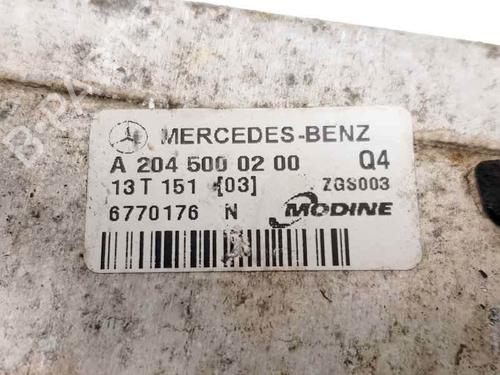 MERCEDES-BENZ
A 204 500 02 00 Q4
13 T 151 [03] ZGS003
6770176 N MODINE